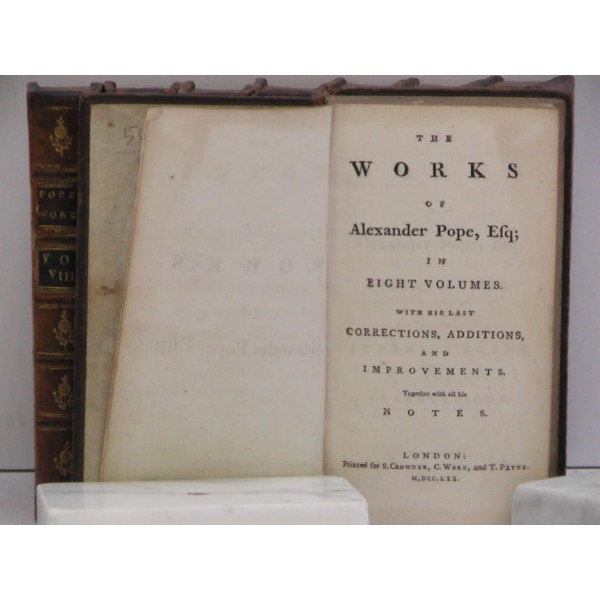 POPE
WORK
VO
VIII
THE
WORKS
OF
Alexander Pope, Eſq;
IN
EIGHT VOLUMES.
WITH HIS LAST
CORRECTIONS, ADDITIONS,
AND
IMPROVEMENTS.
Together with all his
NOTES.
LONDON:
Printed for S. CROWDER, C. WARE, and T. PAYNE.
M,DCC.LXX.